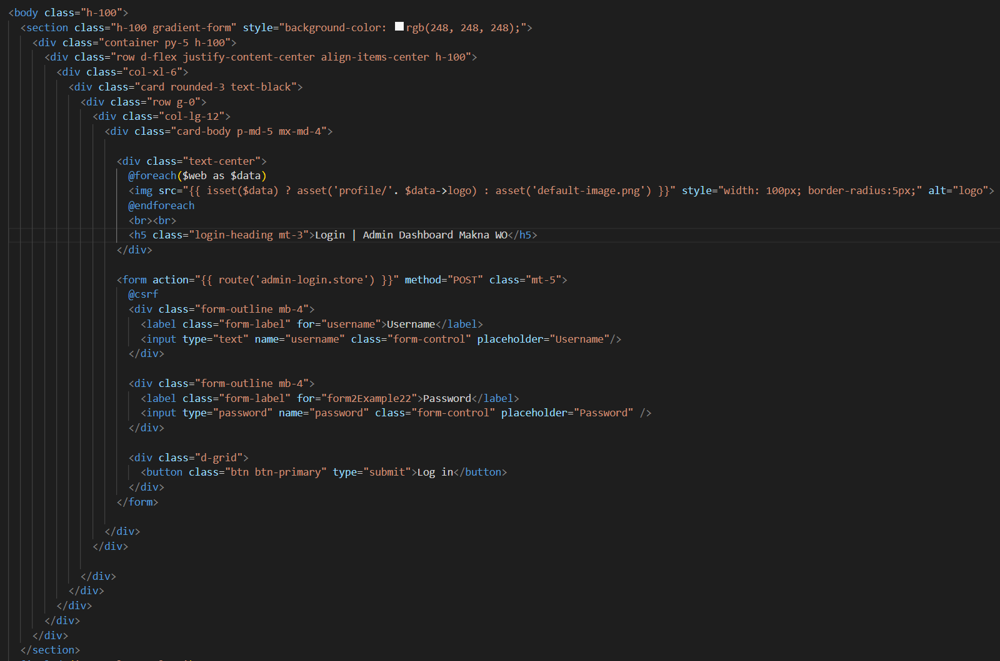 <body class="h-100">
<section class="h-100 gradient-form" style="background-color: rgb(248, 248, 248);">
<div class="container py-5 h-100">
<div class="row d-flex justify-content-center align-items-center h-100">
<div class="col-xl-6">
<div class="card rounded-3 text-black">
<div class="row g-0">
<div class="col-lg-12">
<div class="card-body p-md-5 mx-md-4">
<div class="text-center">
@foreach($web as $data)
<img src="{{ isset($data) ? asset('profile/'. $data->logo) : asset('default-image.png') }}" style="width: 100px; border-radius:5px;" alt="logo">
@endforeach
<br><br>
<h5 class="login-heading mt-3">Login | Admin Dashboard Makna WO</h5>
</div>
<form action="{{ route('admin-login.store') }}" method="POST" class="mt-5">
@csrf
<div class="form-outline mb-4">
<label class="form-label" for="username">Username</label>
<input type="text" name="username" class="form-control" placeholder="Username"/>
</div>
<div class="form-outline mb-4">
<label class="form-label" for="form2Example22">Password</label>
<input type="password" name="password" class="form-control" placeholder="Password" />
</div>
<div class="d-grid">
<button class="btn btn-primary" type="submit">Log in</button>
</div>
</form>
</div>
</div>
</div>
</div>
</div>
</div>
</div>
</section>